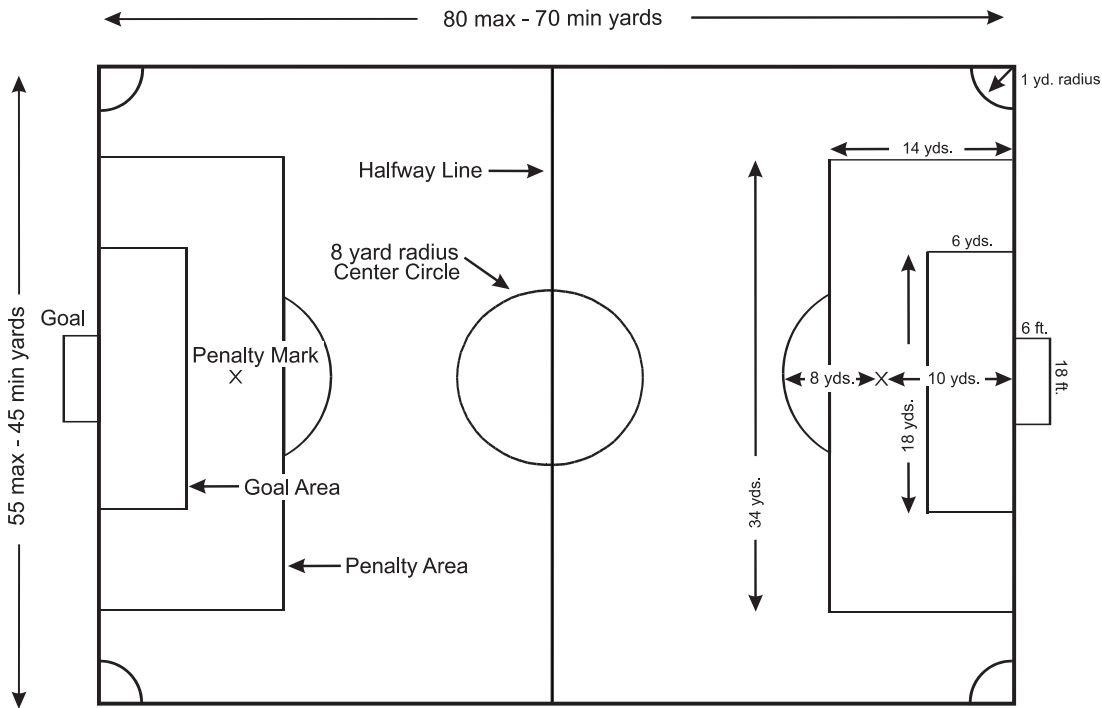 80 max - 70 min yards
1 yd. radius
14 yds.
Halfway Line
6 yds.
8 yard radius
Center Circle
Goal
6 ft.
Penalty Mark
X
8 yds.
X
10 yds.
18 ft.
55 max - 45 min yards
18 yds.
Goal Area
34 yds.
Penalty Area